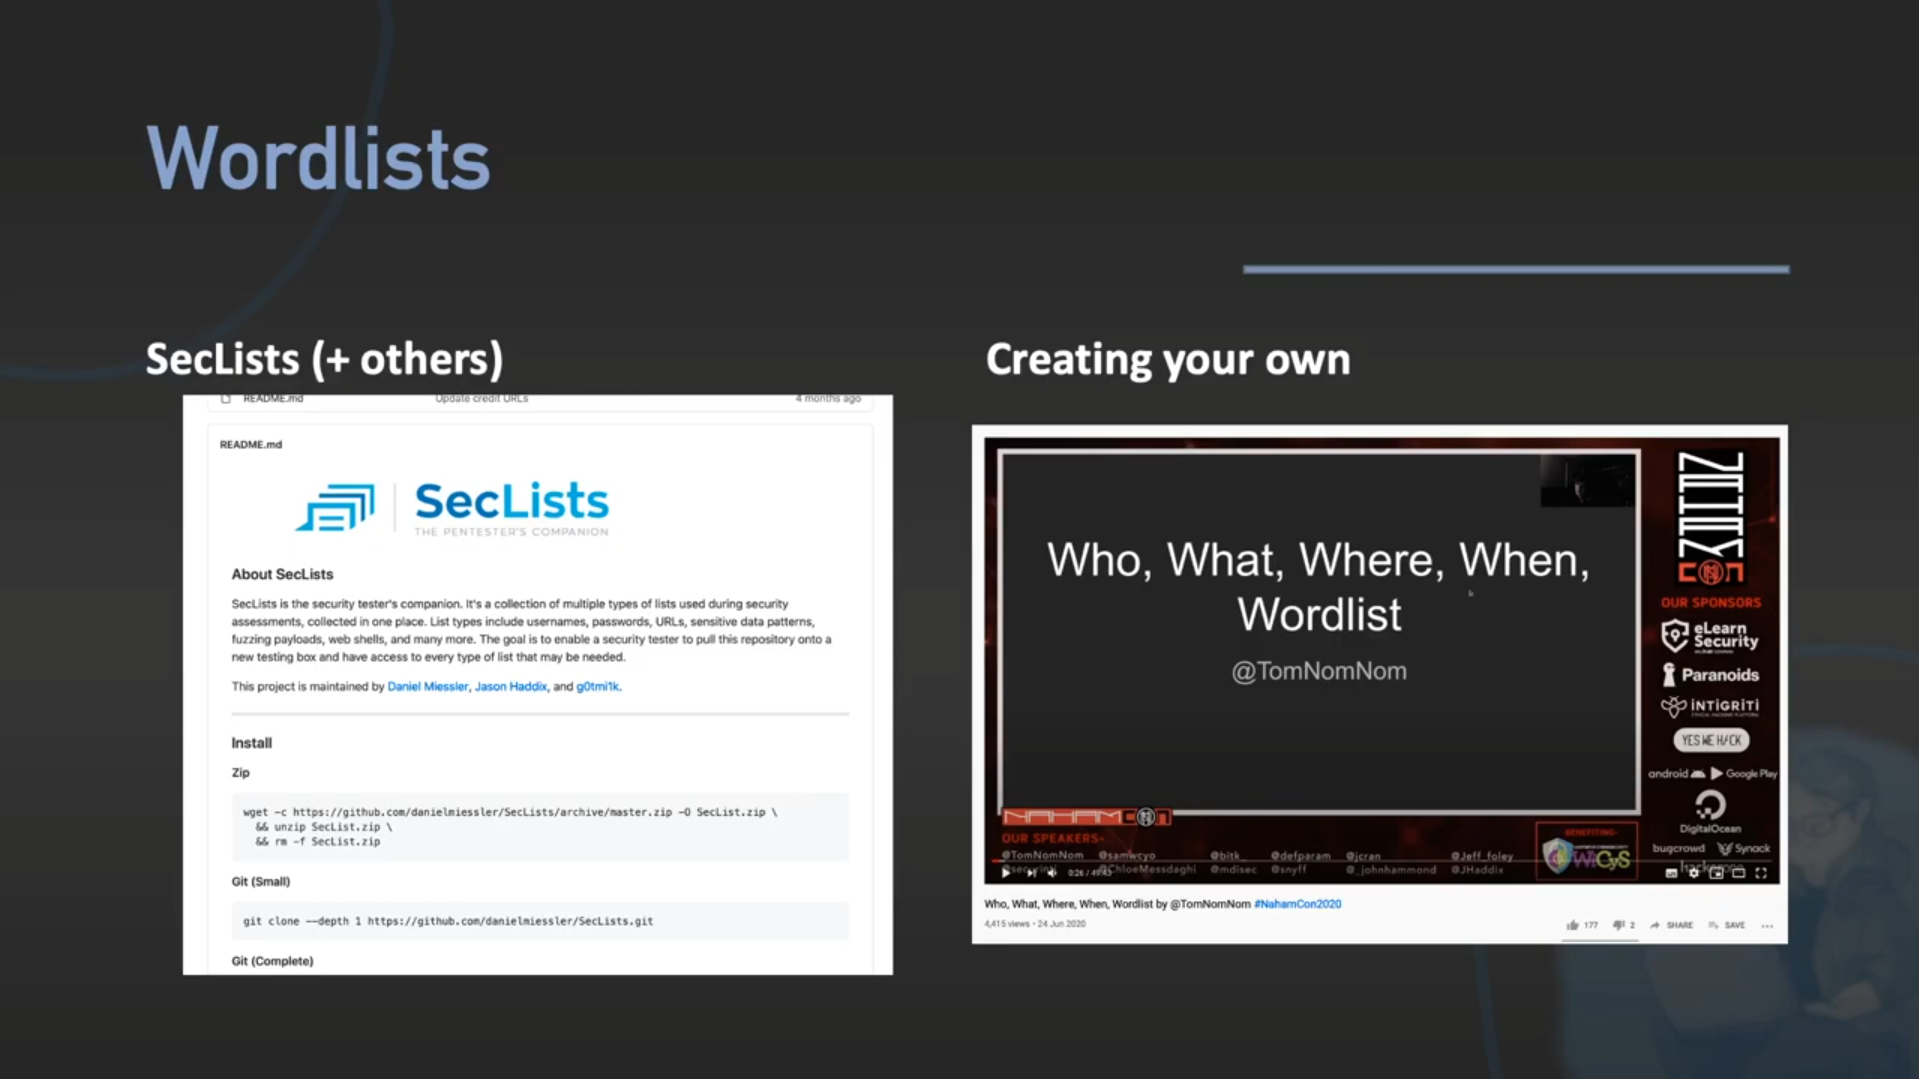 Wordlists
SecLists (+ others)
README.md Update credit URLs 4 months ago
README.md
SecLists
THE PENTESTER'S COMPANION
About SecLists
SecLists is the security tester's companion. It's a collection of multiple types of lists used during security
assessments, collected in one place. List types include usernames, passwords, URLs, sensitive data patterns,
fuzzing payloads, web shells, and many more. The goal is to enable a security tester to pull this repository onto a
new testing box and have access to every type of list that may be needed.
This project is maintained by Daniel Miessler, Jason Haddix, and g0tmi1k.
Install
Zip
wget -c https://github.com/danielmiessler/SecLists/archive/master.zip -O SecList.zip \
&& unzip SecList.zip \
&& rm -f SecList.zip
Git (Small)
git clone --depth 1 https://github.com/danielmiessler/SecLists.git
Git (Complete)
Creating your own
Who, What, Where, When,
Wordlist
@TomNomNom
NAHAM
CON
OUR SPONSORS
eLearn
Security
Paranoids
INTIGRITI
YES WE H/CK
android Google Play
DigitalOcean
bugcrowd Synack
hackerone
NAHAMCON
OUR SPEAKERS-
@TomNomNom @samwcyo @bitk_ @defparam @jcran @Jeff_foley
@ChloeMessdaghi @mdisec @snyff @_johnhammond @JHaddix
BENEFITING-
WiCyS
0:26 / 49:43
Who, What, Where, When, Wordlist by @TomNomNom #NahamCon2020
4,415 views • 24 Jun 2020
177 2 SHARE SAVE